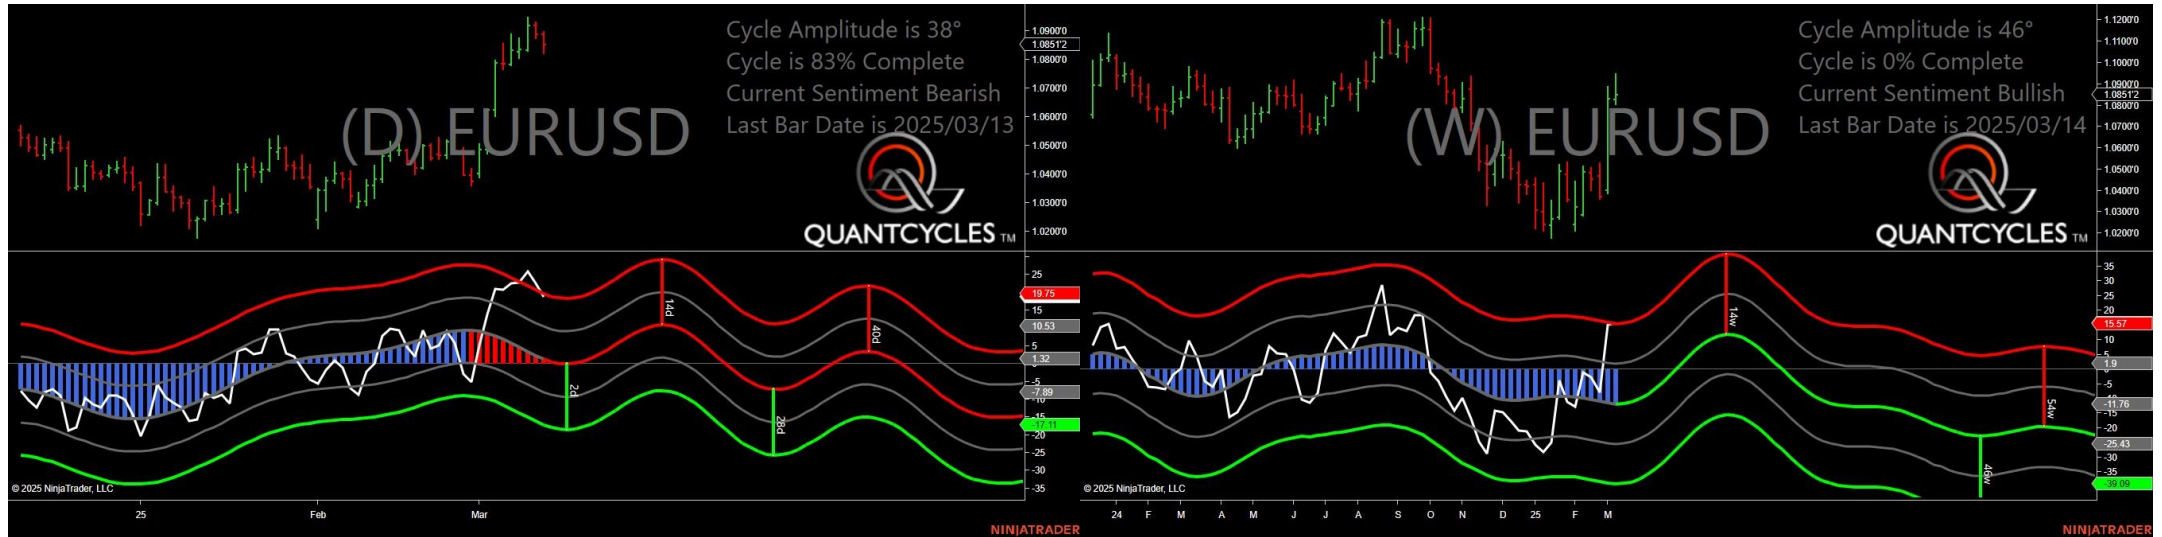 Cycle Amplitude is 38°
Cycle is 83% Complete
Current Sentiment Bearish
Last Bar Date is 2025/03/13
(D) EURUSD
QUANTCYCLES TM
1.0900'0
1.0851'2
1.0800'0
1.0700'0
1.0600'0
1.0500'0
1.0400'0
1.0300'0
1.0200'0
25
19.75
15
10.53
5
1.32
-5
-7.89
-10
-15
-17.11
-20
-25
-30
-35
2d
14d
28d
40d
© 2025 NinjaTrader, LLC
25 Feb Mar
NINJATRADER
Cycle Amplitude is 46°
Cycle is 0% Complete
Current Sentiment Bullish
Last Bar Date is 2025/03/14
(W) EURUSD
QUANTCYCLES TM
1.1200'0
1.1100'0
1.1000'0
1.0900'0
1.0851'2
1.0800'0
1.0700'0
1.0600'0
1.0500'0
1.0400'0
1.0300'0
1.0200'0
35
25
20
15.57
10
5
1.9
-5
-11.76
-15
-20
-25.43
-30
-35
-39.09
14w
46w
54w
© 2025 NinjaTrader, LLC
24 F M A M J J A S O N D 25 F M
NINJATRADER